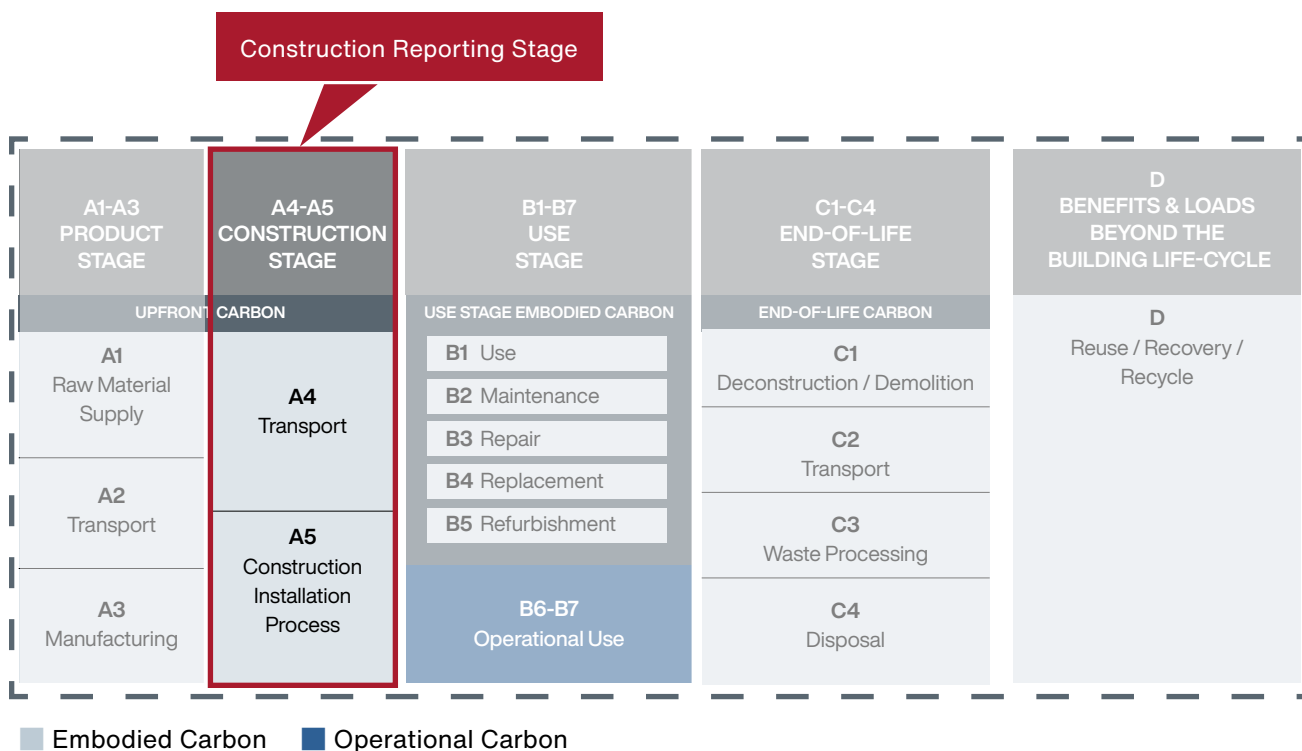 Construction Reporting Stage
A1-A3
PRODUCT
STAGE
A4-A5
CONSTRUCTION
STAGE
B1-B7
USE
STAGE
C1-C4
END-OF-LIFE
STAGE
D
BENEFITS & LOADS
BEYOND THE
BUILDING LIFE-CYCLE
UPFRONT CARBON
USE STAGE EMBODIED CARBON
END-OF-LIFE CARBON
A1
Raw Material
Supply
A2
Transport
A3
Manufacturing
A4
Transport
A5
Construction
Installation
Process
B1 Use
B2 Maintenance
B3 Repair
B4 Replacement
B5 Refurbishment
B6-B7
Operational Use
C1
Deconstruction / Demolition
C2
Transport
C3
Waste Processing
C4
Disposal
D
Reuse / Recovery /
Recycle
Embodied Carbon
Operational Carbon